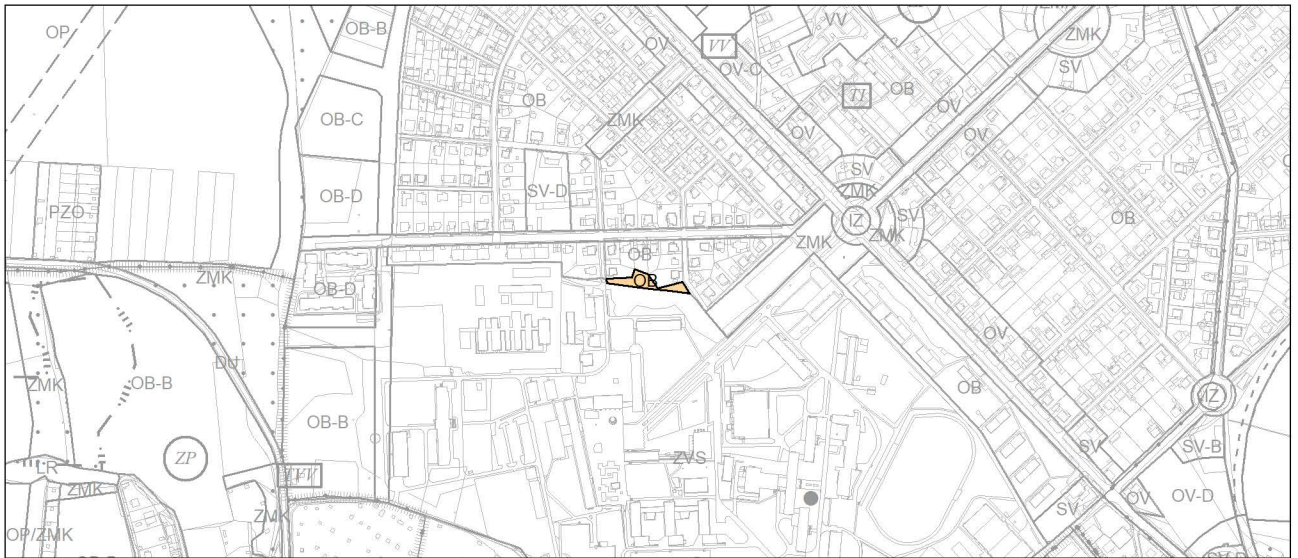 OP
OB-B
OV
VV
VV
OV-C
ZMK
SV
OB
TI
OB
OV
OB-C
ZMK
OV
SV
ZMK
OB-D
SV-D
PZO
IZ
SV
OB
ZMK
ZMK
OB
ZMK
OB-D
OB
OV
DU
ZMK
OB-B
OB-B
OB
IZ
ZP
ZVS
SV
SV-B
LR
ZMK
OV
OV-D
ZMK
SV
OP/ZMK